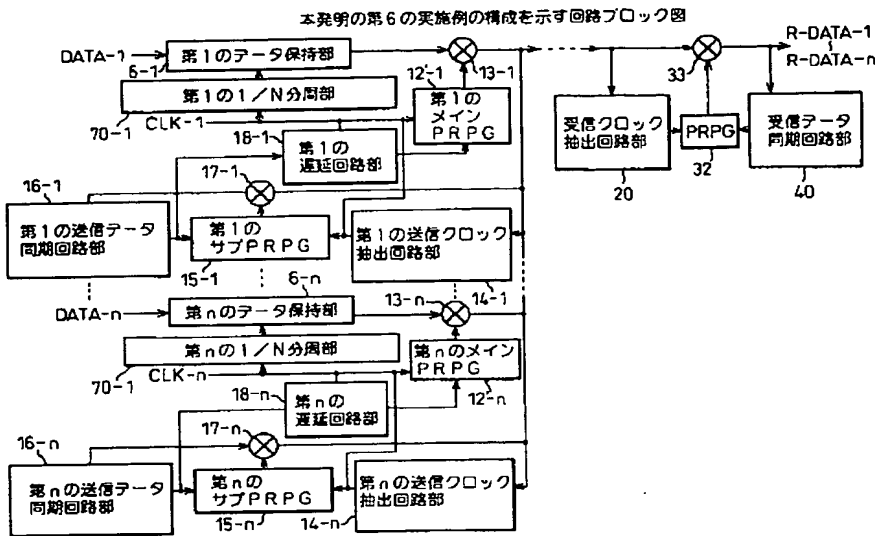 本発明の第6の実施例の構成を示す回路ブロック図
DATA-1
第1のデータ保持部
6-1
13-1
33
R-DATA-1
〜
R-DATA-n
第1の1/N分周部
70-1
CLK-1
12'-1
第1の
メイン
PRPG
18-1
第1の
遅延回路部
受信クロック
抽出回路部
20
PRPG
32
受信データ
同期回路部
40
17-1
16-1
第1の送信データ
同期回路部
第1の
サブPRPG
15-1
第1の送信クロック
抽出回路部
14-1
6-n
DATA-n
第nのデータ保持部
13-n
第nの1/N分周部
70-1
CLK-n
第nのメイン
PRPG
12'-n
18-n
第nの
遅延回路部
17-n
16-n
第nの送信データ
同期回路部
第nの
サブPRPG
15-n
第nの送信クロック
抽出回路部
14-n